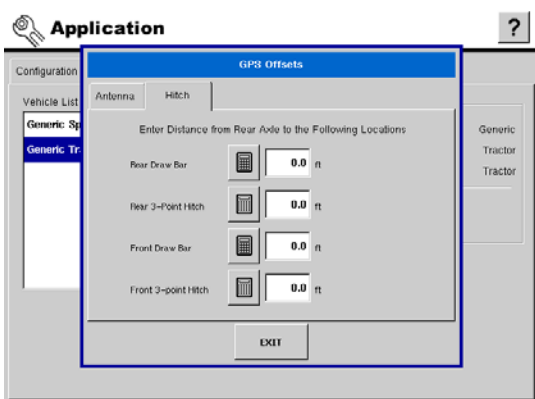 Application
?
GPS Offsets
Configuration
Antenna
Hitch
Vehicle List
Enter Distance from Rear Axle to the Following Locations
Generic Sp
Generic
Generic Tr
Tractor
Tractor
Rear Draw Bar 0.0 ft
Rear 3-Point Hitch 0.0 ft
Front Draw Bar 0.0 ft
Front 3-point Hitch 0.0 ft
EXIT